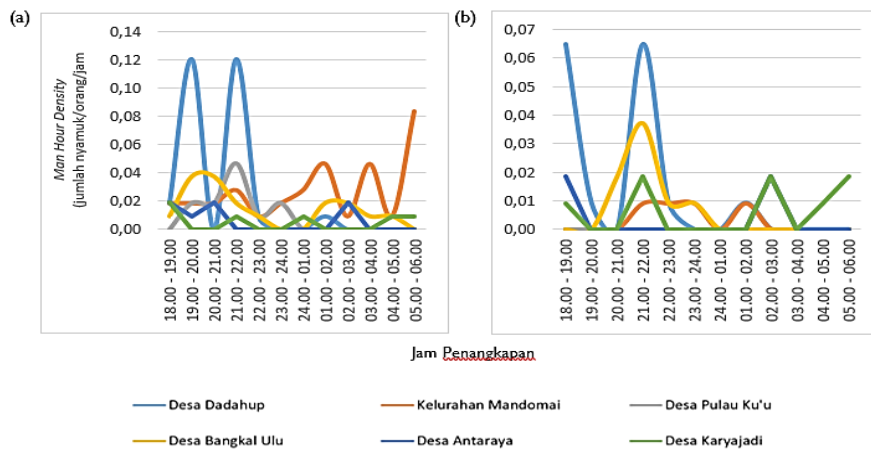 (a)
(b)
Man Hour Density
(jumlah nyamuk/orang/jam)
0,14
0,12
0,10
0,08
0,06
0,04
0,02
0,00
18.00 - 19.00
19.00 - 20.00
20.00 - 21.00
21.00 - 22.00
22.00 - 23.00
23.00 - 24.00
24.00 - 01.00
01.00 - 02.00
02.00 - 03.00
03.00 - 04.00
04.00 - 05.00
05.00 - 06.00
0,07
0,06
0,05
0,04
0,03
0,02
0,01
0,00
18.00 - 19.00
19.00 - 20.00
20.00 - 21.00
21.00 - 22.00
22.00 - 23.00
23.00 - 24.00
24.00 - 01.00
01.00 - 02.00
02.00 - 03.00
03.00 - 04.00
04.00 - 05.00
05.00 - 06.00
Jam Penangkapan
Desa Dadahup Kelurahan Mandomai Desa Pulau Ku'u
Desa Bangkal Ulu Desa Antaraya Desa Karyajadi